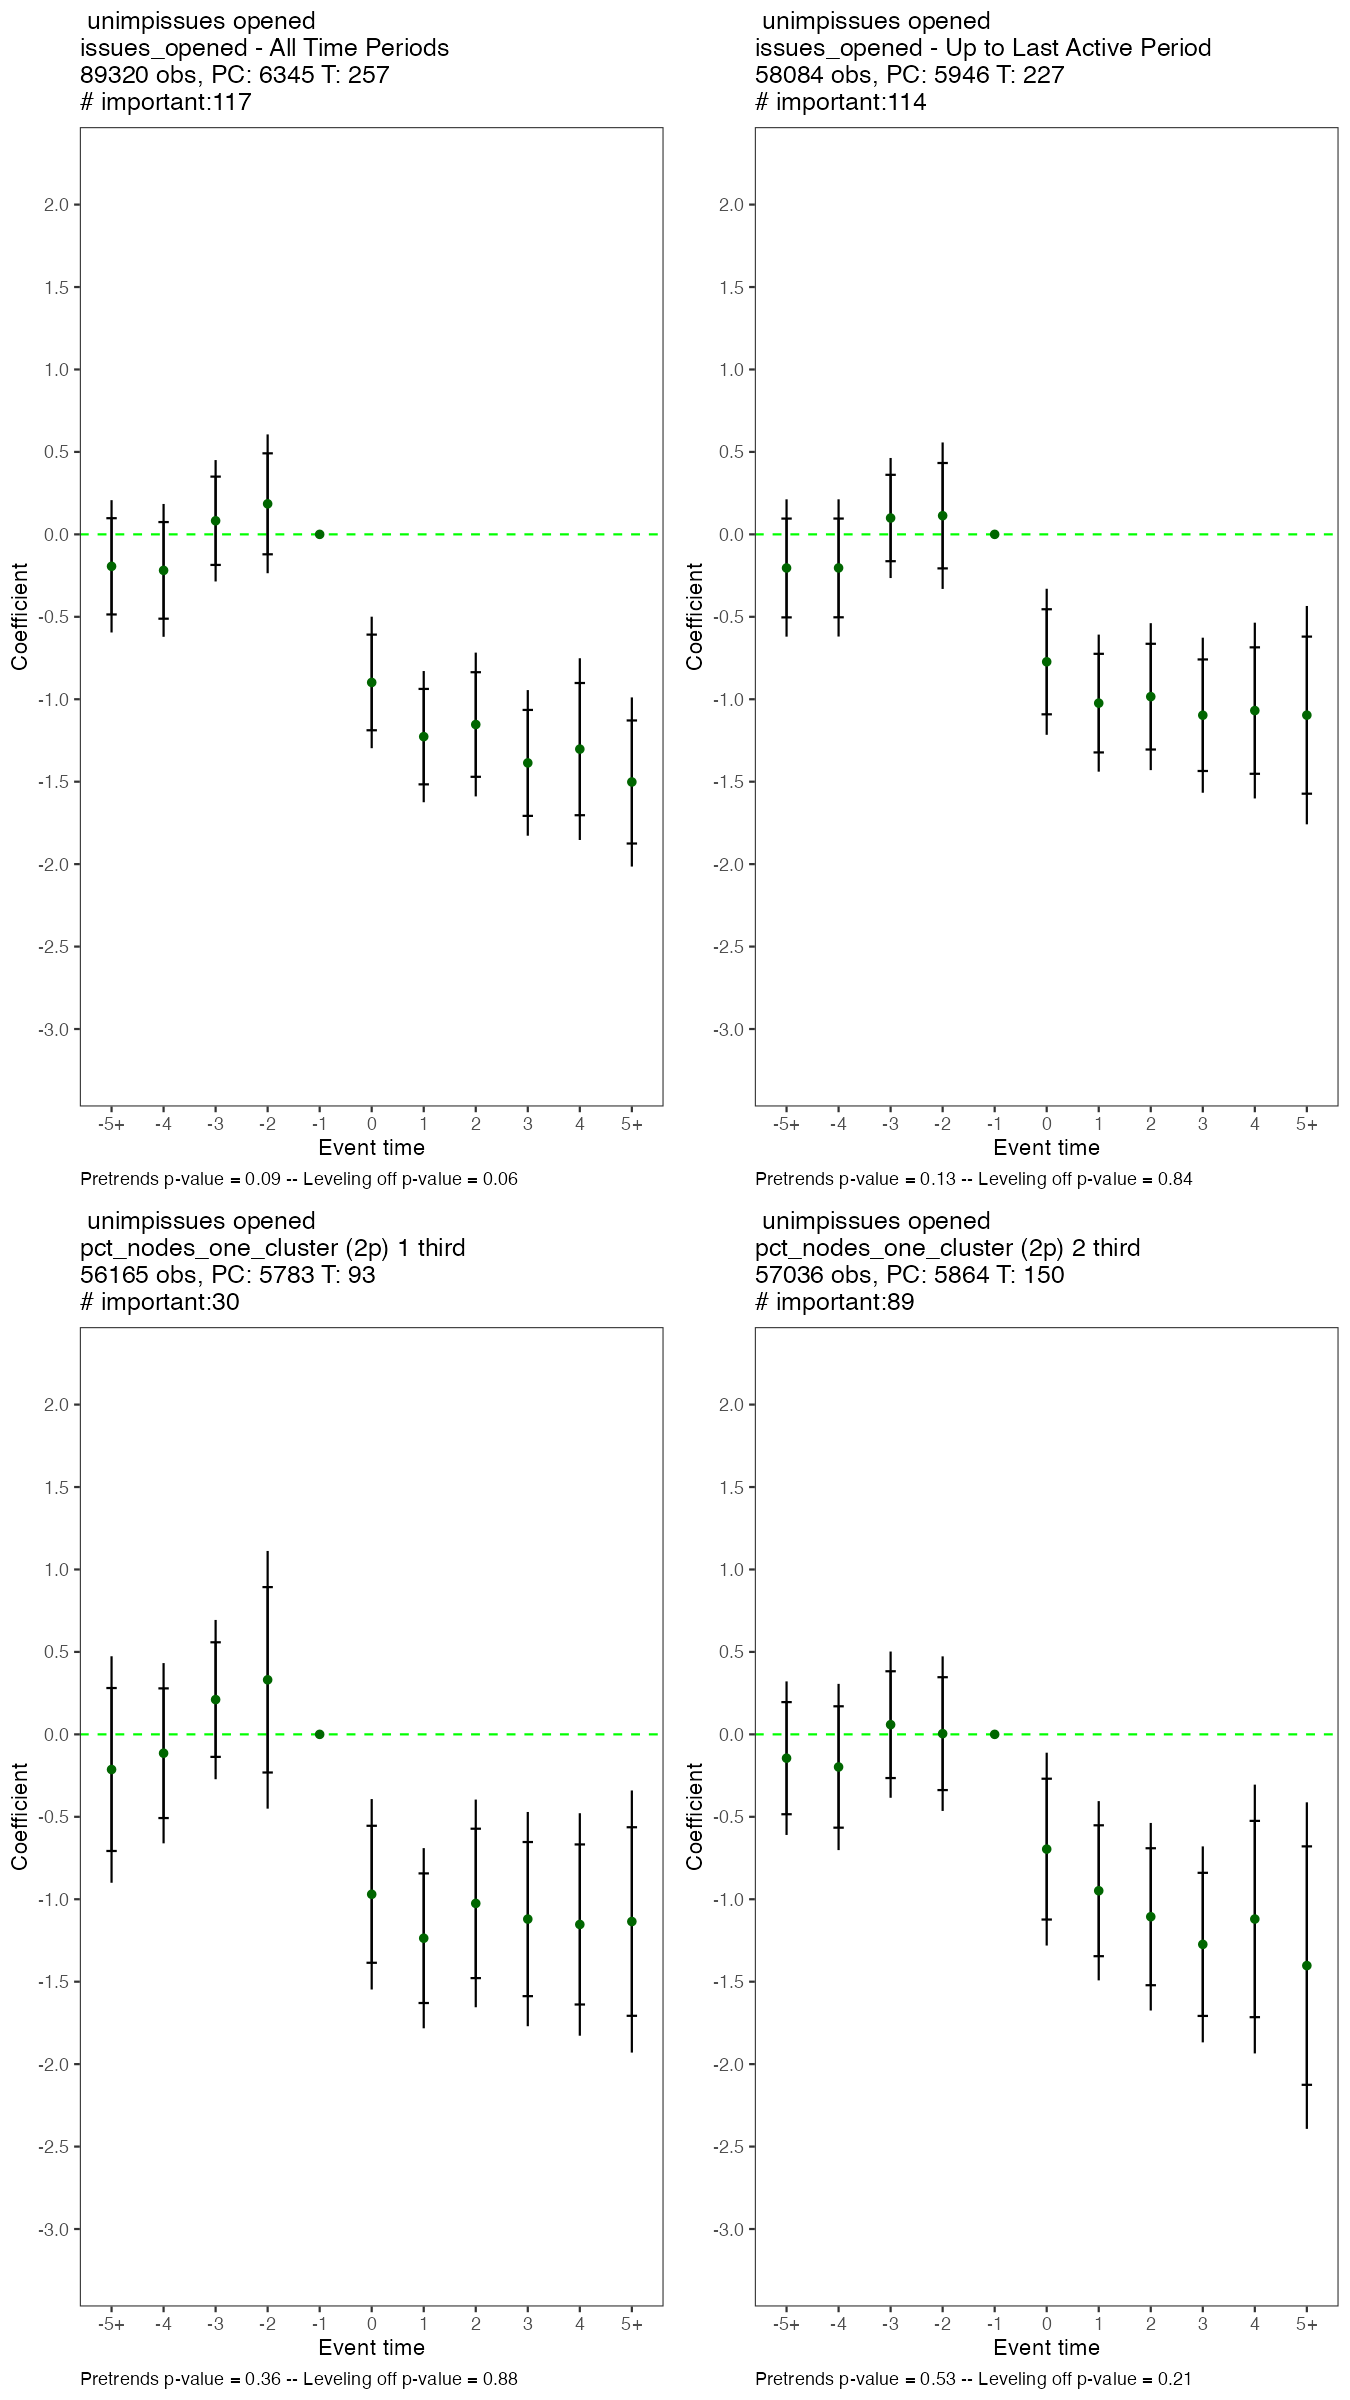 unimpissues opened
issues_opened - All Time Periods
89320 obs, PC: 6345 T: 257
# important:117
2.0
1.5
1.0
0.5
0.0
-0.5
-1.0
-1.5
-2.0
-2.5
-3.0
Coefficient
-5+ -4 -3 -2 -1 0 1 2 3 4 5+
Event time
Pretrends p-value = 0.09 -- Leveling off p-value = 0.06
unimpissues opened
issues_opened - Up to Last Active Period
58084 obs, PC: 5946 T: 227
# important:114
2.0
1.5
1.0
0.5
0.0
-0.5
-1.0
-1.5
-2.0
-2.5
-3.0
Coefficient
-5+ -4 -3 -2 -1 0 1 2 3 4 5+
Event time
Pretrends p-value = 0.13 -- Leveling off p-value = 0.84
unimpissues opened
pct_nodes_one_cluster (2p) 1 third
56165 obs, PC: 5783 T: 93
# important:30
2.0
1.5
1.0
0.5
0.0
-0.5
-1.0
-1.5
-2.0
-2.5
-3.0
Coefficient
-5+ -4 -3 -2 -1 0 1 2 3 4 5+
Event time
Pretrends p-value = 0.36 -- Leveling off p-value = 0.88
unimpissues opened
pct_nodes_one_cluster (2p) 2 third
57036 obs, PC: 5864 T: 150
# important:89
2.0
1.5
1.0
0.5
0.0
-0.5
-1.0
-1.5
-2.0
-2.5
-3.0
Coefficient
-5+ -4 -3 -2 -1 0 1 2 3 4 5+
Event time
Pretrends p-value = 0.53 -- Leveling off p-value = 0.21